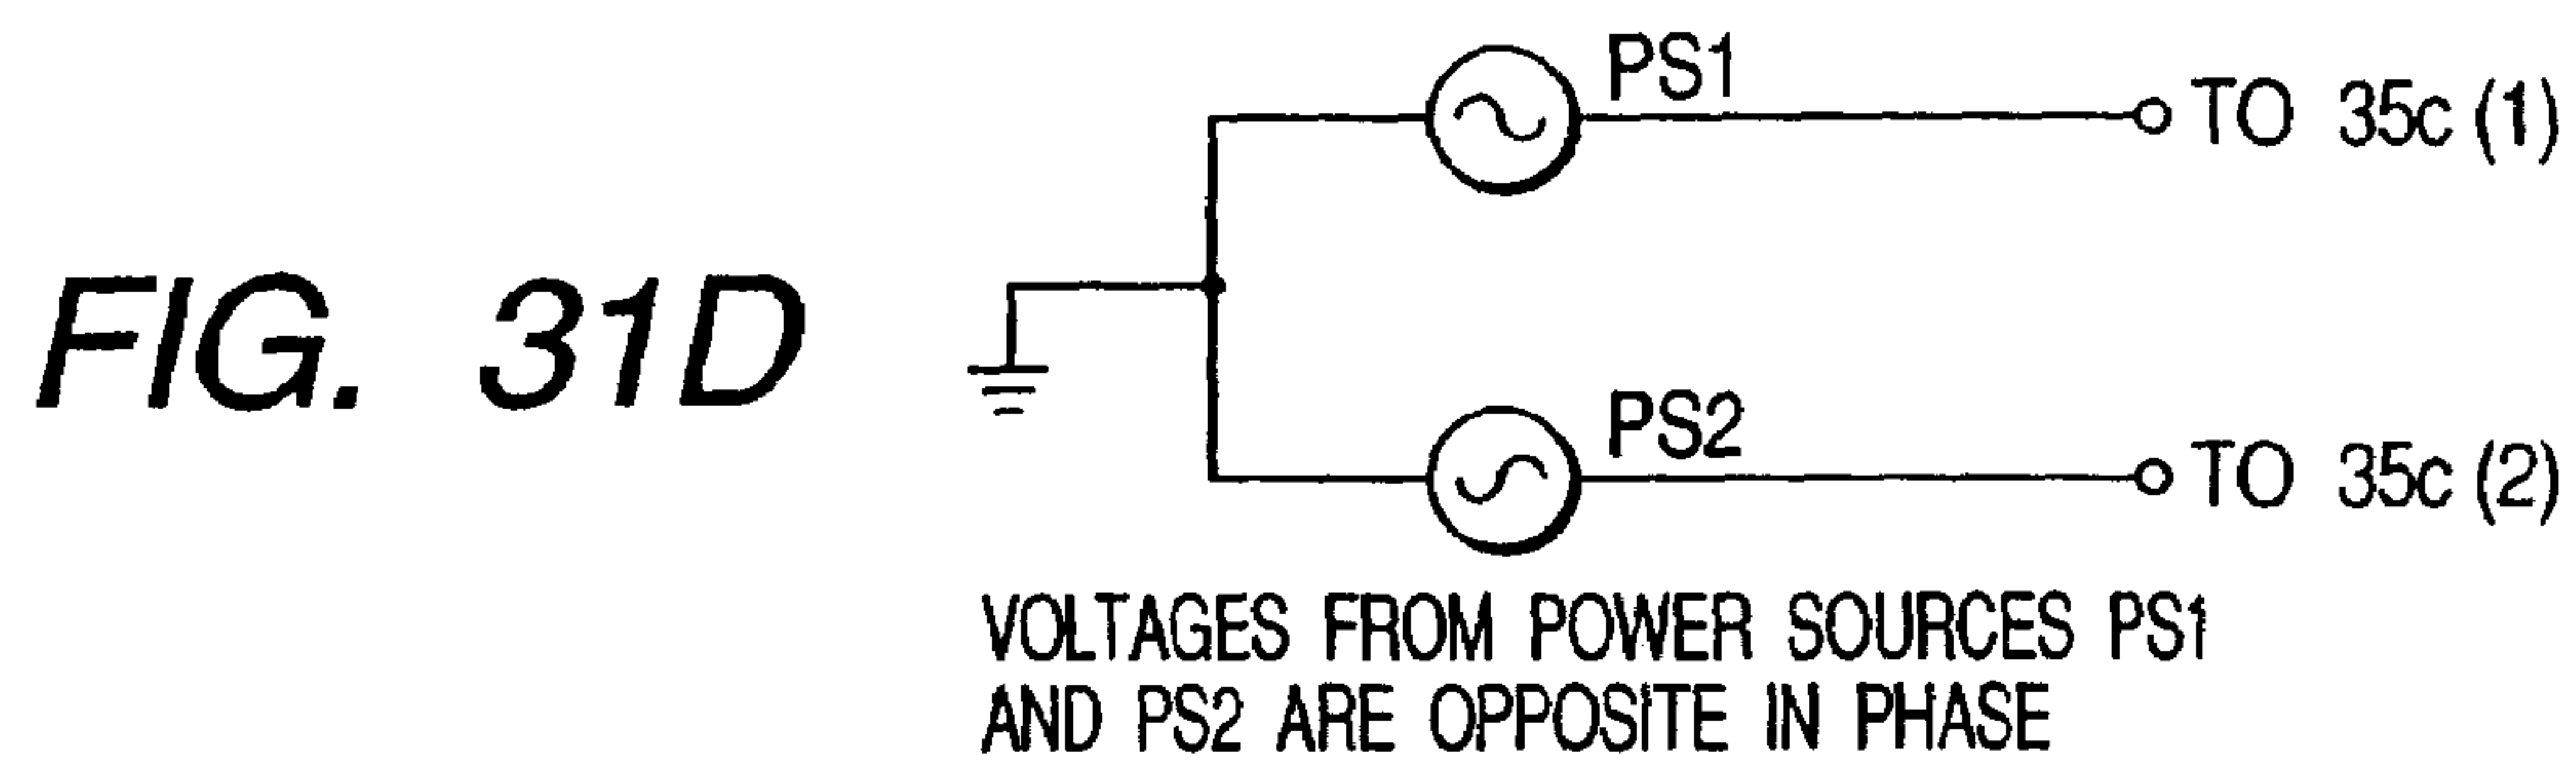 PS1
TO 35c (1)
FIG. 31D
PS2
TO 35c (2)
VOLTAGES FROM POWER SOURCES PS1
AND PS2 ARE OPPOSITE IN PHASE